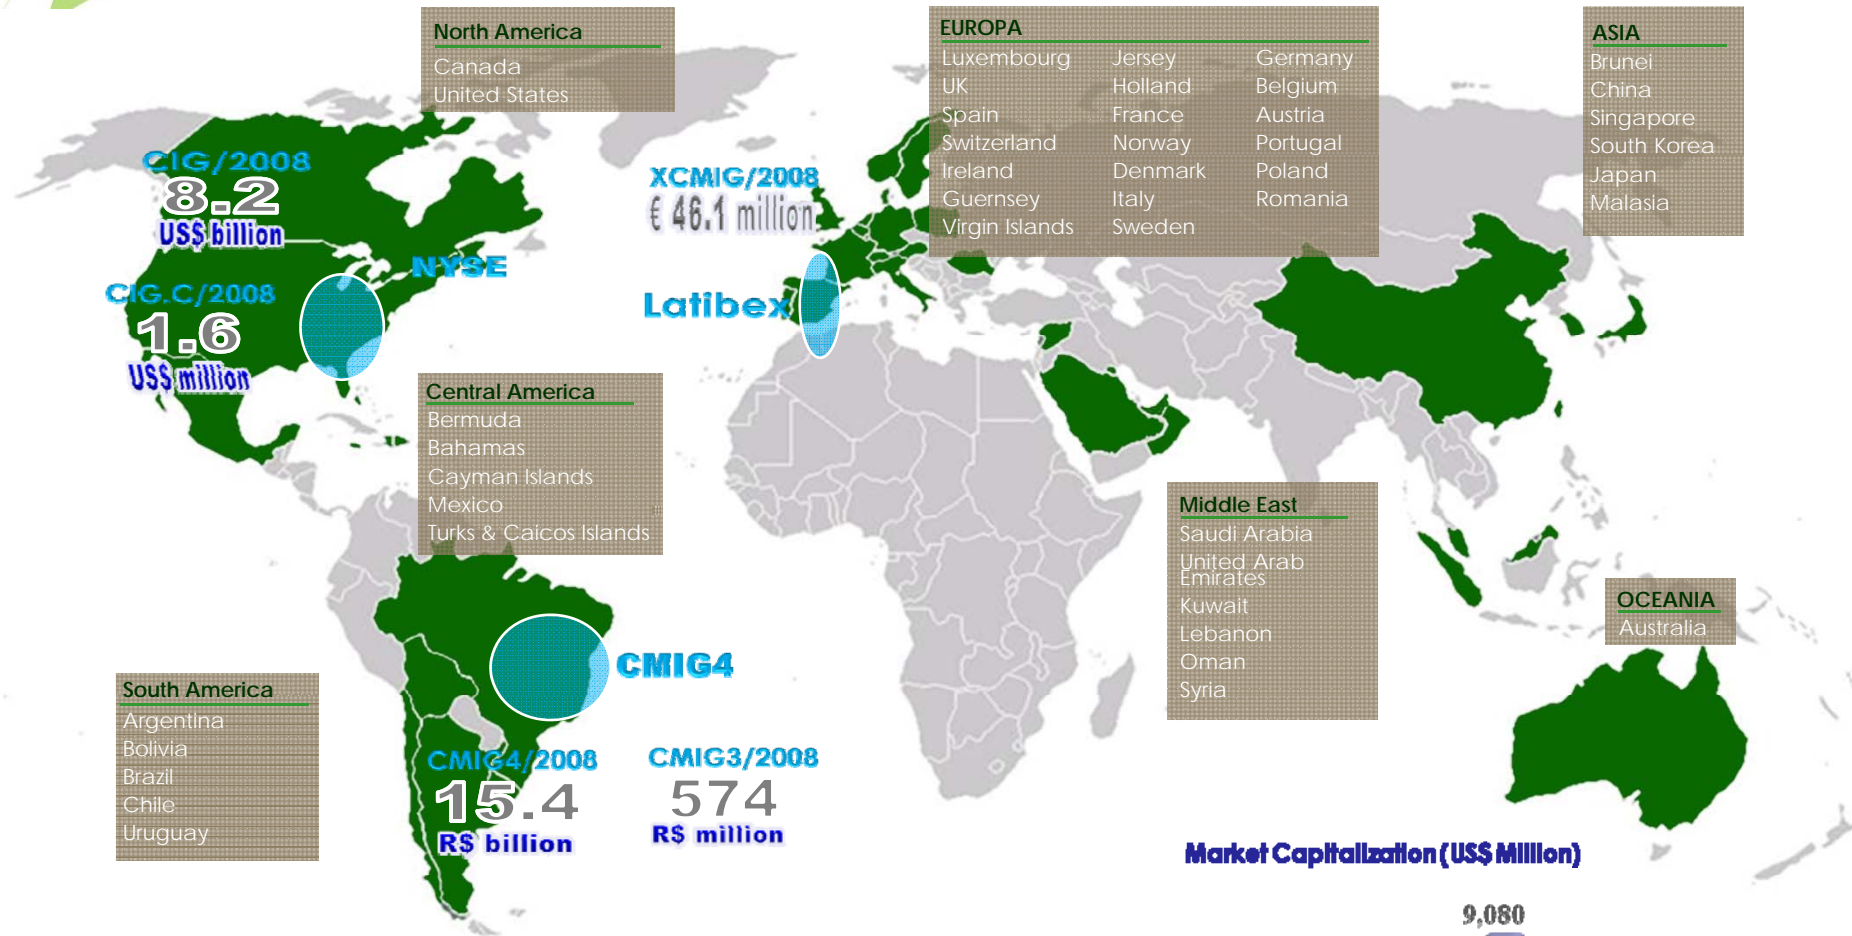 North America
Canada
United States
EUROPA
Luxembourg Jersey Germany
UK Holland Belgium
Spain France Austria
Switzerland Norway Portugal
Ireland Denmark Poland
Guernsey Italy Romania
Virgin Islands Sweden
ASIA
Brunei
China
Singapore
South Korea
Japan
Malasia
CIG/2008
8.2
US$ billion
NYSE
CIG.C/2008
1.6
US$ million
XCMIG/2008
€ 46.1 million
Latibex
Central America
Bermuda
Bahamas
Cayman Islands
Mexico
Turks & Caicos Islands
Middle East
Saudi Arabia
United Arab
Emirates
Kuwait
Lebanon
Oman
Syria
OCEANIA
Australia
South America
Argentina
Bolivia
Brazil
Chile
Uruguay
CMIG4
CMIG4/2008
15.4
R$ billion
CMIG3/2008
574
R$ million
Market Capitalization (US$ Million)
9,080